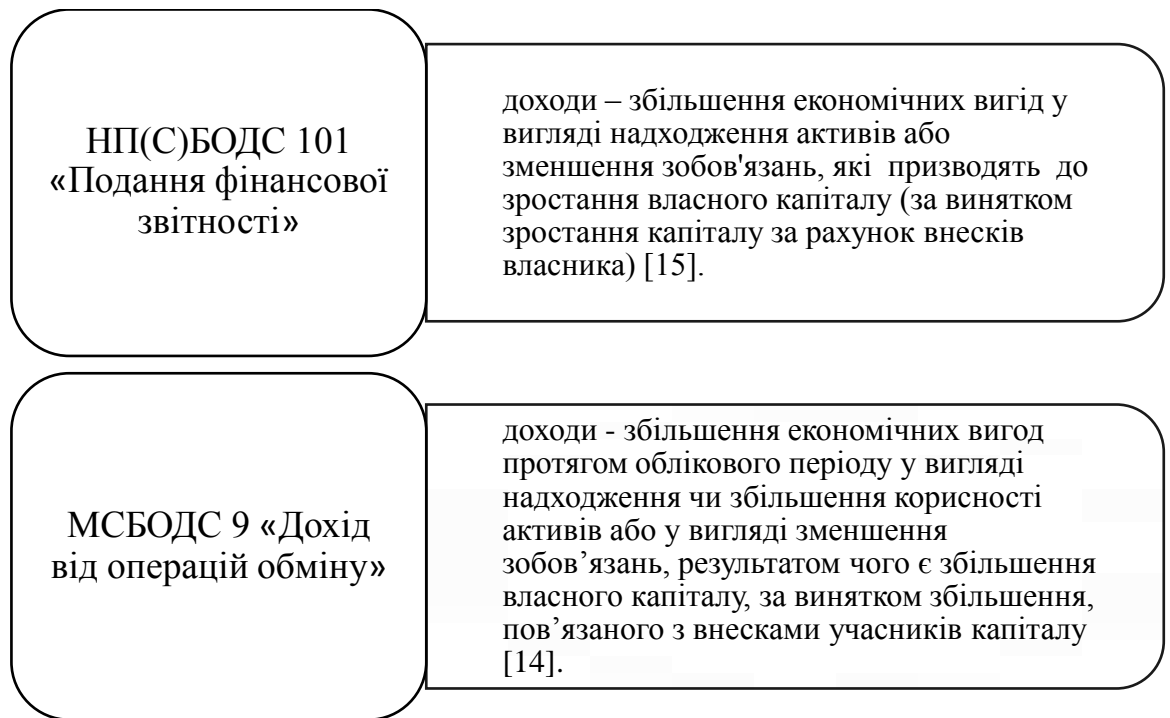 НП(С)БОДС 101
«Подання фінансової
звітності»
доходи – збільшення економічних вигід у
вигляді надходження активів або
зменшення зобов'язань, які призводять до
зростання власного капіталу (за винятком
зростання капіталу за рахунок внесків
власника) [15].
МСБОДС 9 «Дохід
від операцій обміну»
доходи - збільшення економічних вигод
протягом облікового періоду у вигляді
надходження чи збільшення корисності
активів або у вигляді зменшення
зобов’язань, результатом чого є збільшення
власного капіталу, за винятком збільшення,
пов’язаного з внесками учасників капіталу
[14].